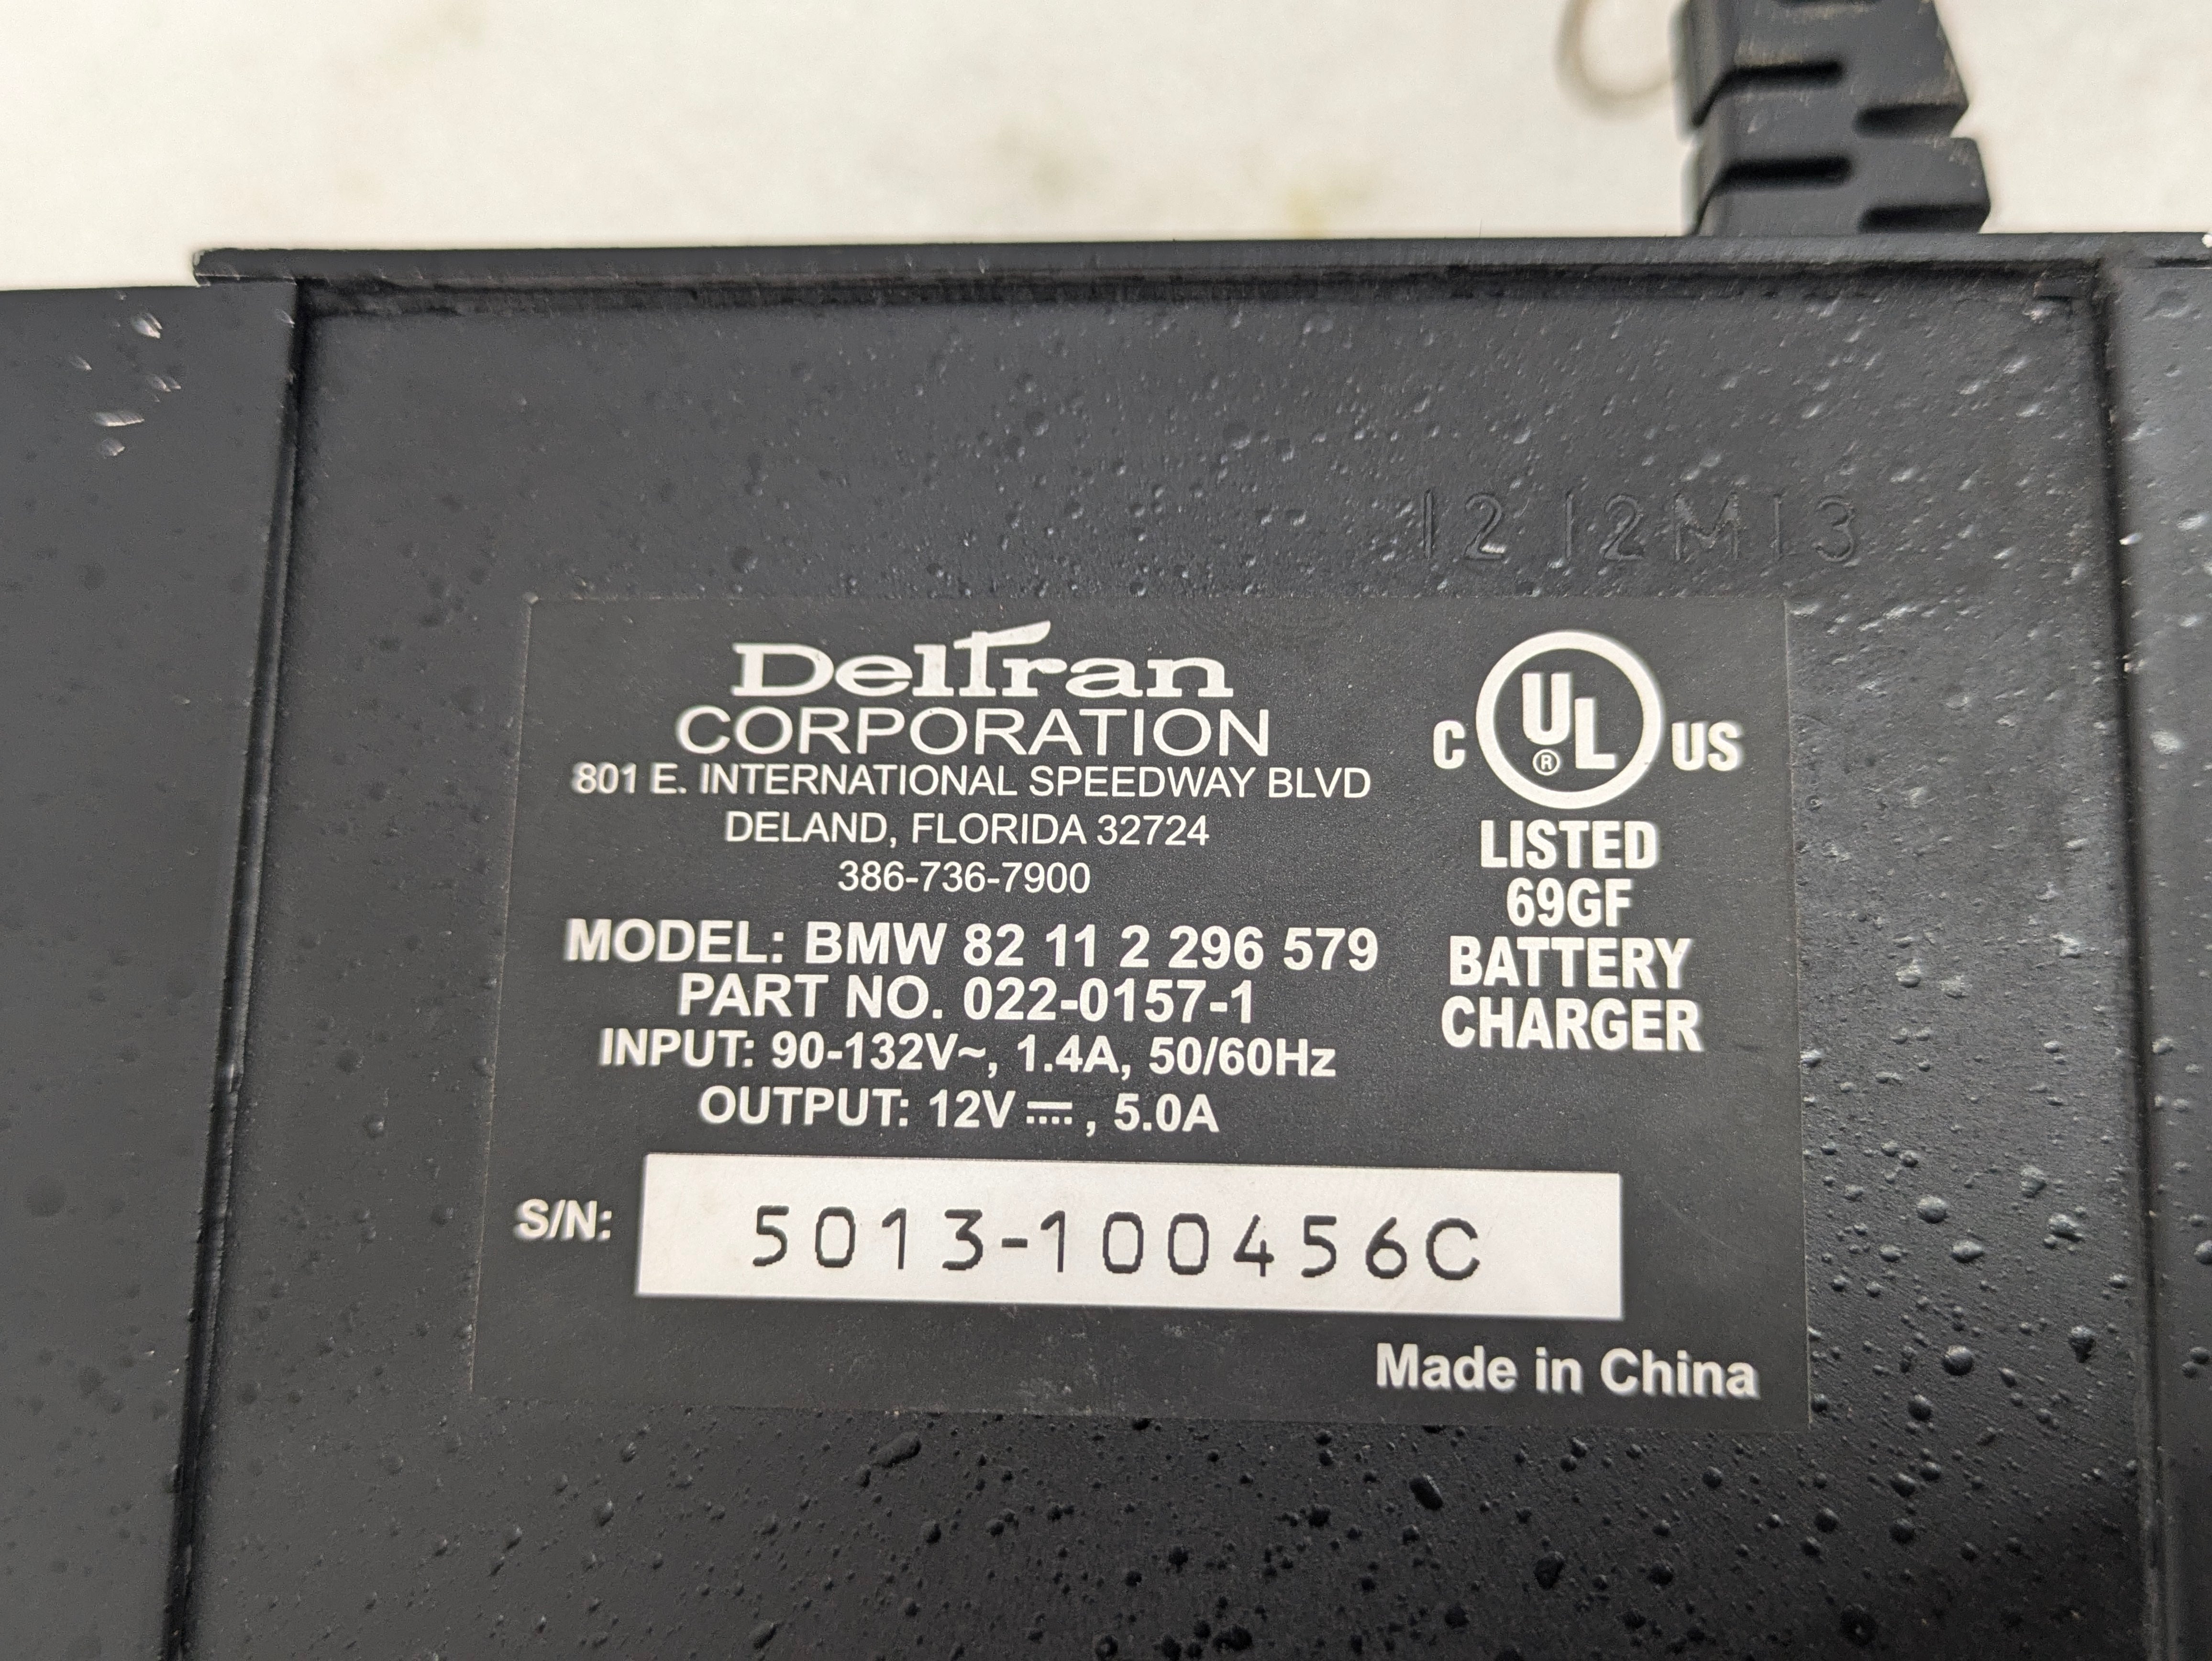 12 12M13
DelTran
CORPORATION
801 E. INTERNATIONAL SPEEDWAY BLVD
DELAND, FLORIDA 32724
386-736-7900
MODEL: BMW 82 11 2 296 579
PART NO. 022-0157-1
INPUT: 90-132V~, 1.4A, 50/60Hz
OUTPUT: 12V ⎓, 5.0A
C UL® US
LISTED
69GF
BATTERY
CHARGER
S/N: 5013-100456C
Made in China